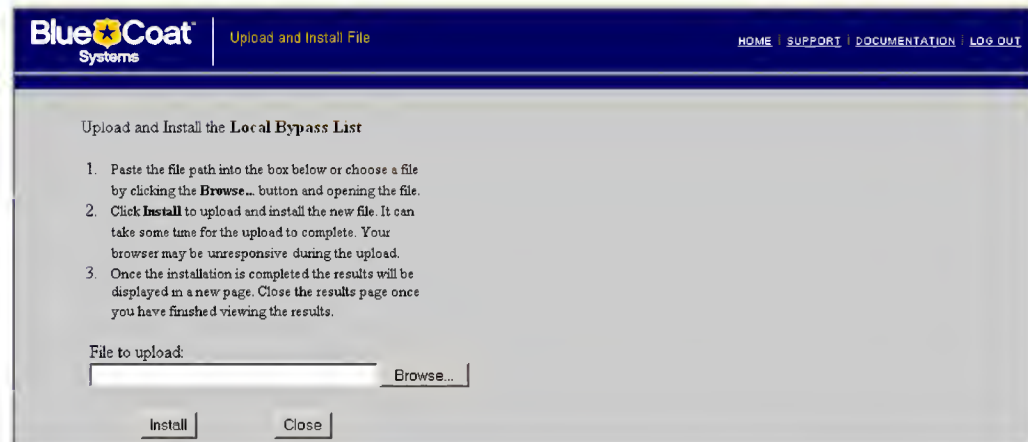 Blue Coat™ Systems
Upload and Install File
HOME | SUPPORT | DOCUMENTATION | LOG OUT
Upload and Install the Local Bypass List
1. Paste the file path into the box below or choose a file
by clicking the Browse... button and opening the file.
2. Click Install to upload and install the new file. It can
take some time for the upload to complete. Your
browser may be unresponsive during the upload.
3. Once the installation is completed the results will be
displayed in a new page. Close the results page once
you have finished viewing the results.
File to upload:
Browse...
Install Close